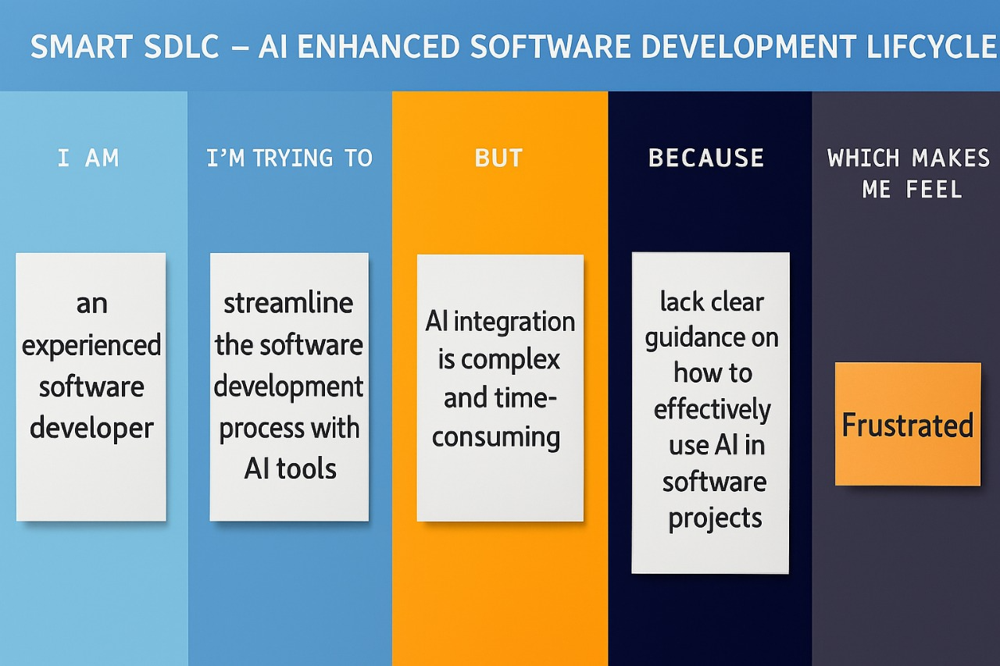 SMART SDLC – AI ENHANCED SOFTWARE DEVELOPMENT LIFCYCLE
I AM
an
experienced
software
developer
I'M TRYING TO
streamline
the software
development
process with
AI tools
BUT
AI integration
is complex
and time-
consuming
BECAUSE
lack clear
guidance on
how to
effectively
use AI in
software
projects
WHICH MAKES
ME FEEL
Frustrated